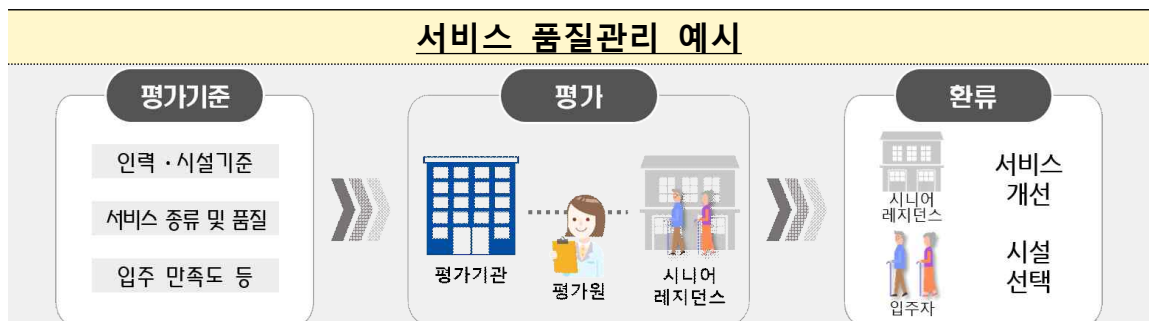 서비스 품질관리 예시
평가기준
인력·시설기준
서비스 종류 및 품질
입주 만족도 등
평가
평가기관
평가원
시니어
레지던스
환류
시니어
레지던스
서비스
개선
입주자
시설
선택